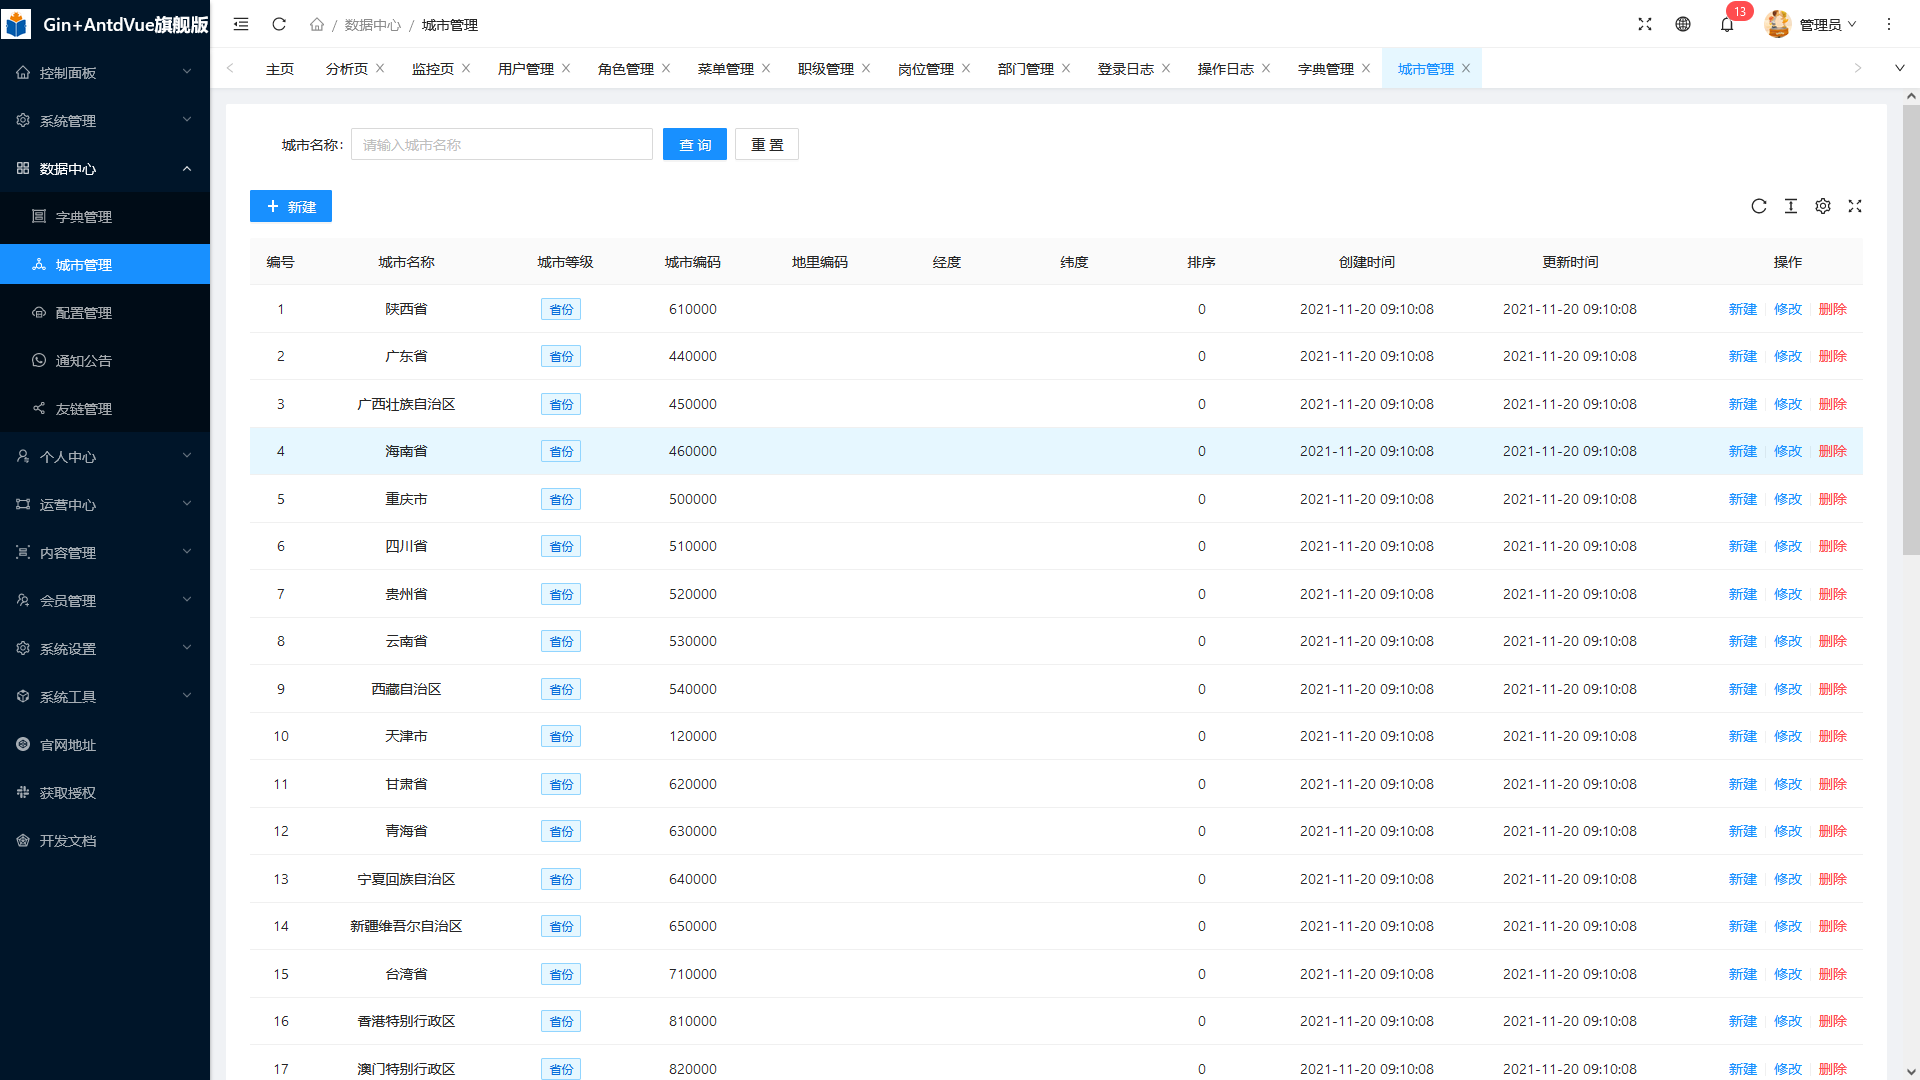 Gin+AntdVue旗舰版
控制面板
系统管理
数据中心
字典管理
城市管理
配置管理
通知公告
友链管理
个人中心
运营中心
内容管理
会员管理
系统设置
系统工具
官网地址
获取授权
开发文档
/ 数据中心 / 城市管理
13
管理员
主页 分析页 监控页 用户管理 角色管理 菜单管理 职级管理 岗位管理 部门管理 登录日志 操作日志 字典管理 城市管理
城市名称: 请输入城市名称 查 询 重 置
+ 新建
编号 城市名称 城市等级 城市编码 地里编码 经度 纬度 排序 创建时间 更新时间 操作
1 陕西省 省份 610000 0 2021-11-20 09:10:08 2021-11-20 09:10:08 新建 修改 删除
2 广东省 省份 440000 0 2021-11-20 09:10:08 2021-11-20 09:10:08 新建 修改 删除
3 广西壮族自治区 省份 450000 0 2021-11-20 09:10:08 2021-11-20 09:10:08 新建 修改 删除
4 海南省 省份 460000 0 2021-11-20 09:10:08 2021-11-20 09:10:08 新建 修改 删除
5 重庆市 省份 500000 0 2021-11-20 09:10:08 2021-11-20 09:10:08 新建 修改 删除
6 四川省 省份 510000 0 2021-11-20 09:10:08 2021-11-20 09:10:08 新建 修改 删除
7 贵州省 省份 520000 0 2021-11-20 09:10:08 2021-11-20 09:10:08 新建 修改 删除
8 云南省 省份 530000 0 2021-11-20 09:10:08 2021-11-20 09:10:08 新建 修改 删除
9 西藏自治区 省份 540000 0 2021-11-20 09:10:08 2021-11-20 09:10:08 新建 修改 删除
10 天津市 省份 120000 0 2021-11-20 09:10:08 2021-11-20 09:10:08 新建 修改 删除
11 甘肃省 省份 620000 0 2021-11-20 09:10:08 2021-11-20 09:10:08 新建 修改 删除
12 青海省 省份 630000 0 2021-11-20 09:10:08 2021-11-20 09:10:08 新建 修改 删除
13 宁夏回族自治区 省份 640000 0 2021-11-20 09:10:08 2021-11-20 09:10:08 新建 修改 删除
14 新疆维吾尔自治区 省份 650000 0 2021-11-20 09:10:08 2021-11-20 09:10:08 新建 修改 删除
15 台湾省 省份 710000 0 2021-11-20 09:10:08 2021-11-20 09:10:08 新建 修改 删除
16 香港特别行政区 省份 810000 0 2021-11-20 09:10:08 2021-11-20 09:10:08 新建 修改 删除
17 澳门特别行政区 省份 820000 0 2021-11-20 09:10:08 2021-11-20 09:10:08 新建 修改 删除